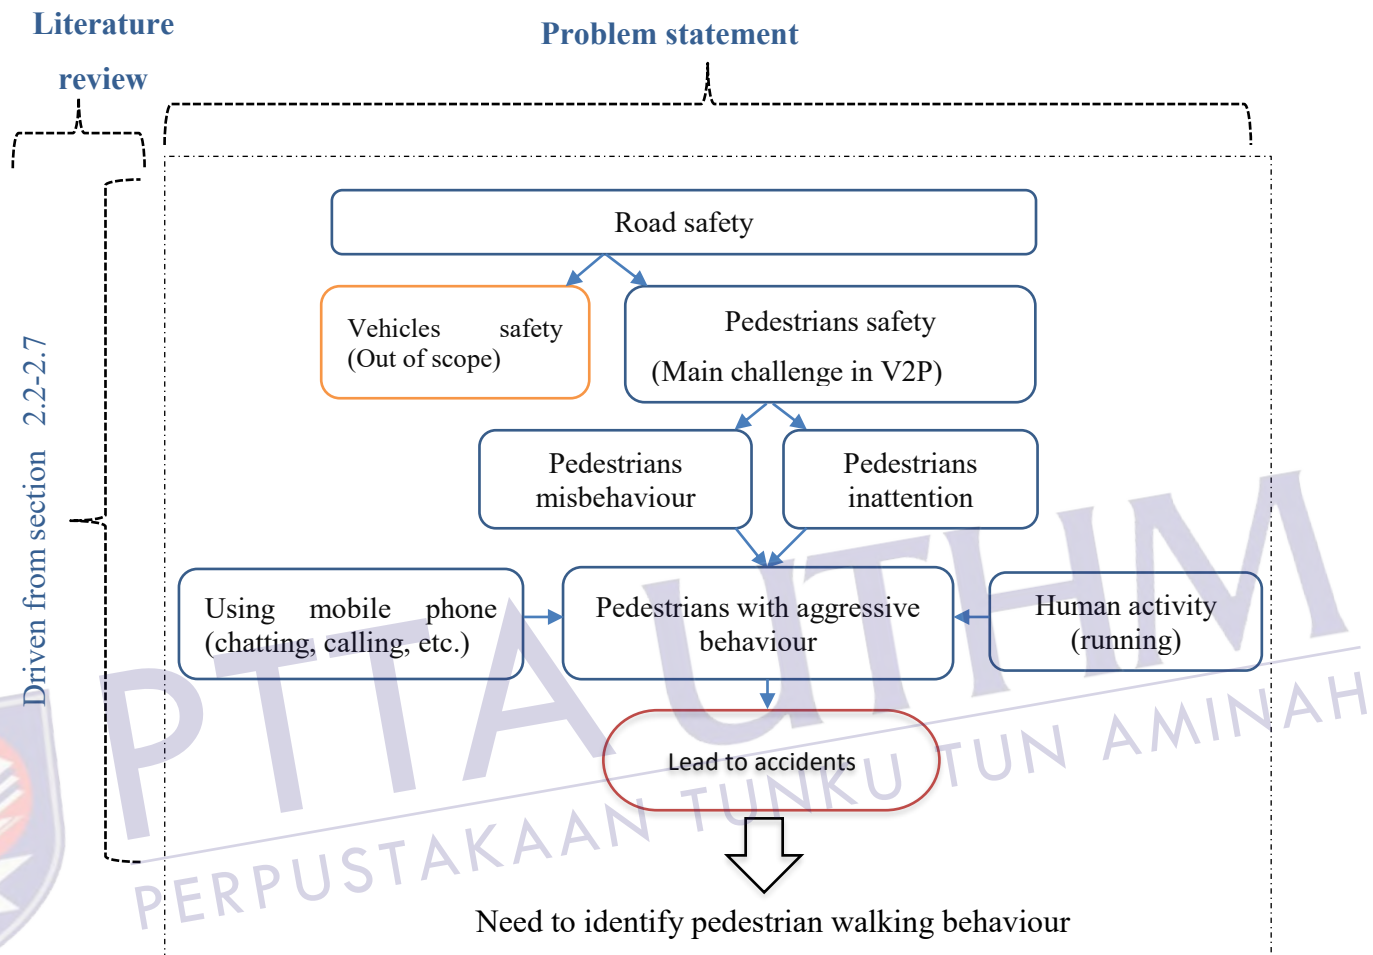 Literature
review
Problem statement
Driven from section 2.2-2.7
Road safety
Vehicles safety
(Out of scope)
Pedestrians safety
(Main challenge in V2P)
Pedestrians
misbehaviour
Pedestrians
inattention
Using mobile phone
(chatting, calling, etc.)
Pedestrians with aggressive
behaviour
Human activity
(running)
Lead to accidents
Need to identify pedestrian walking behaviour
PTTA UTHM
PERPUSTAKAAN TUNKU TUN AMINAH